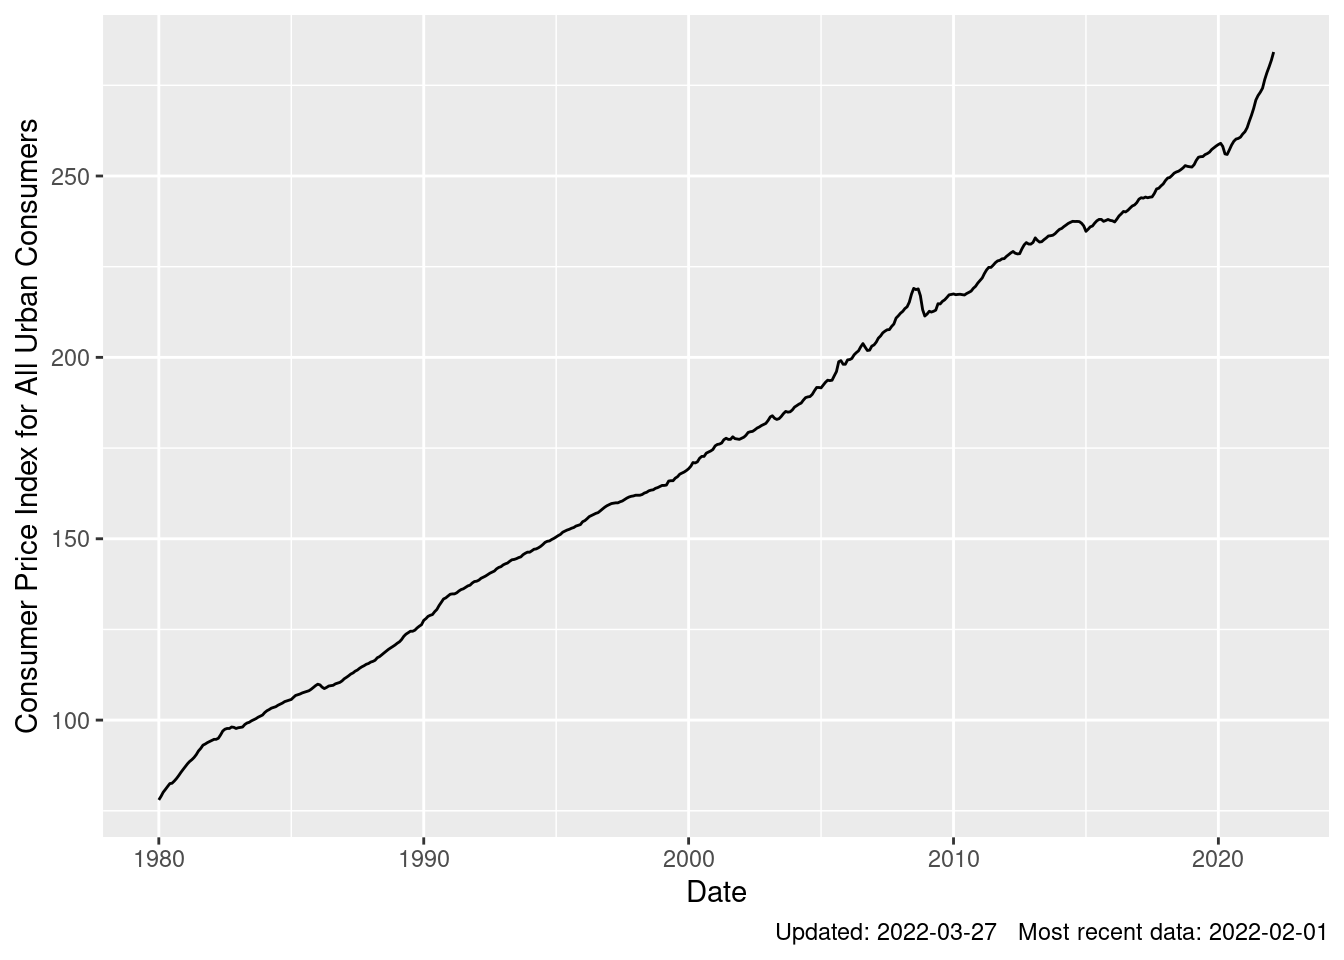 Consumer Price Index for All Urban Consumers
250
200
150
100
1980 1990 2000 2010 2020
Date
Updated: 2022-03-27 Most recent data: 2022-02-01